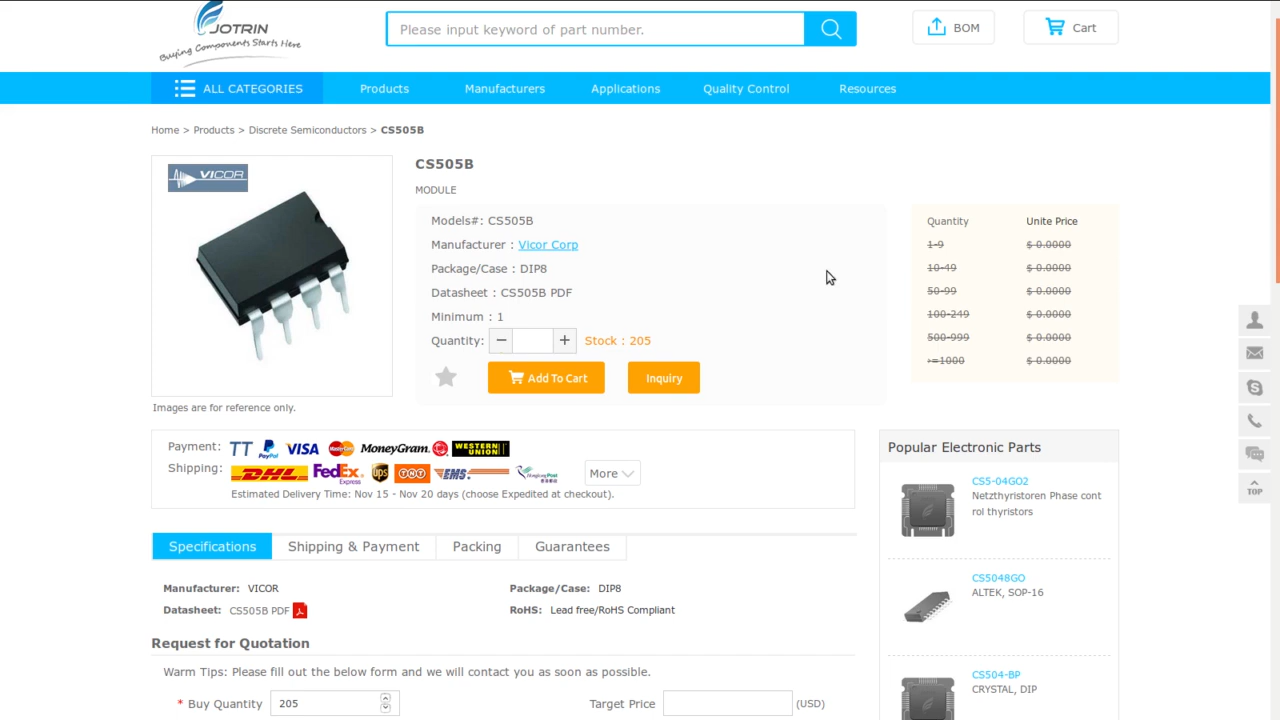 JOTRIN
Buying Components Starts Here
Please input keyword of part number.
BOM
Cart
ALL CATEGORIES
Products
Manufacturers
Applications
Quality Control
Resources
Home > Products > Discrete Semiconductors > CS505B
VICOR
CS505B
MODULE
Models#: CS505B
Manufacturer : Vicor Corp
Package/Case : DIP8
Datasheet : CS505B PDF
Minimum : 1
Quantity: − + Stock : 205
Add To Cart
Inquiry
Quantity Unite Price
1-9 $ 0.0000
10-49 $ 0.0000
50-99 $ 0.0000
100-249 $ 0.0000
500-999 $ 0.0000
>=1000 $ 0.0000
Images are for reference only.
Payment: TT PayPal VISA MasterCard MoneyGram. WESTERN UNION
Shipping: DHL FedEx Express ups TNT EMS Hongkong Post More
Estimated Delivery Time: Nov 15 - Nov 20 days (choose Expedited at checkout).
Popular Electronic Parts
CS5-04GO2
Netzthyristoren Phase cont
rol thyristors
CS5048GO
ALTEK, SOP-16
CS504-BP
CRYSTAL, DIP
TOP
Specifications
Shipping & Payment
Packing
Guarantees
Manufacturer: VICOR
Package/Case: DIP8
Datasheet: CS505B PDF
RoHS: Lead free/RoHS Compliant
Request for Quotation
Warm Tips: Please fill out the below form and we will contact you as soon as possible.
* Buy Quantity 205
Target Price (USD)